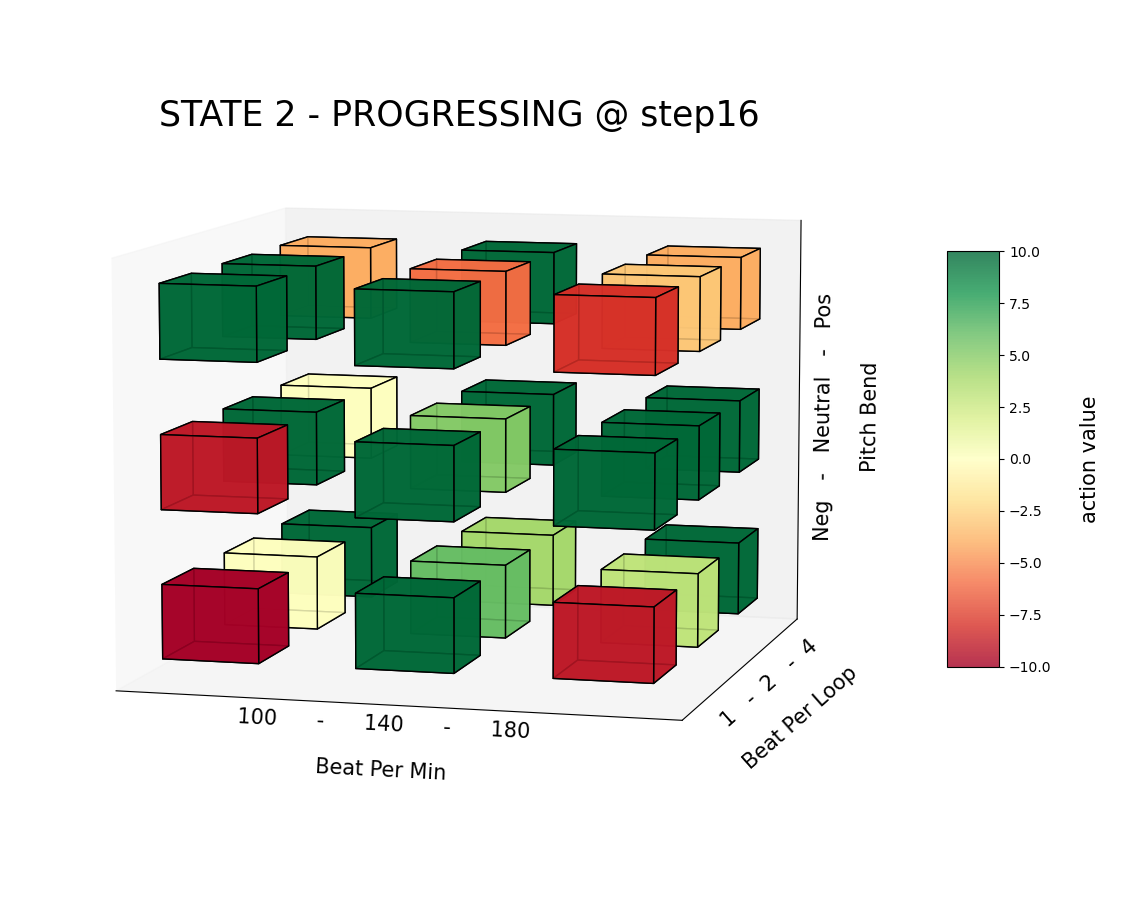 STATE 2 - PROGRESSING @ step16
Neg - Neutral - Pos
Pitch Bend
100 - 140 - 180
Beat Per Min
1 - 2 - 4
Beat Per Loop
10.0
7.5
5.0
2.5
0.0
−2.5
−5.0
−7.5
−10.0
action value